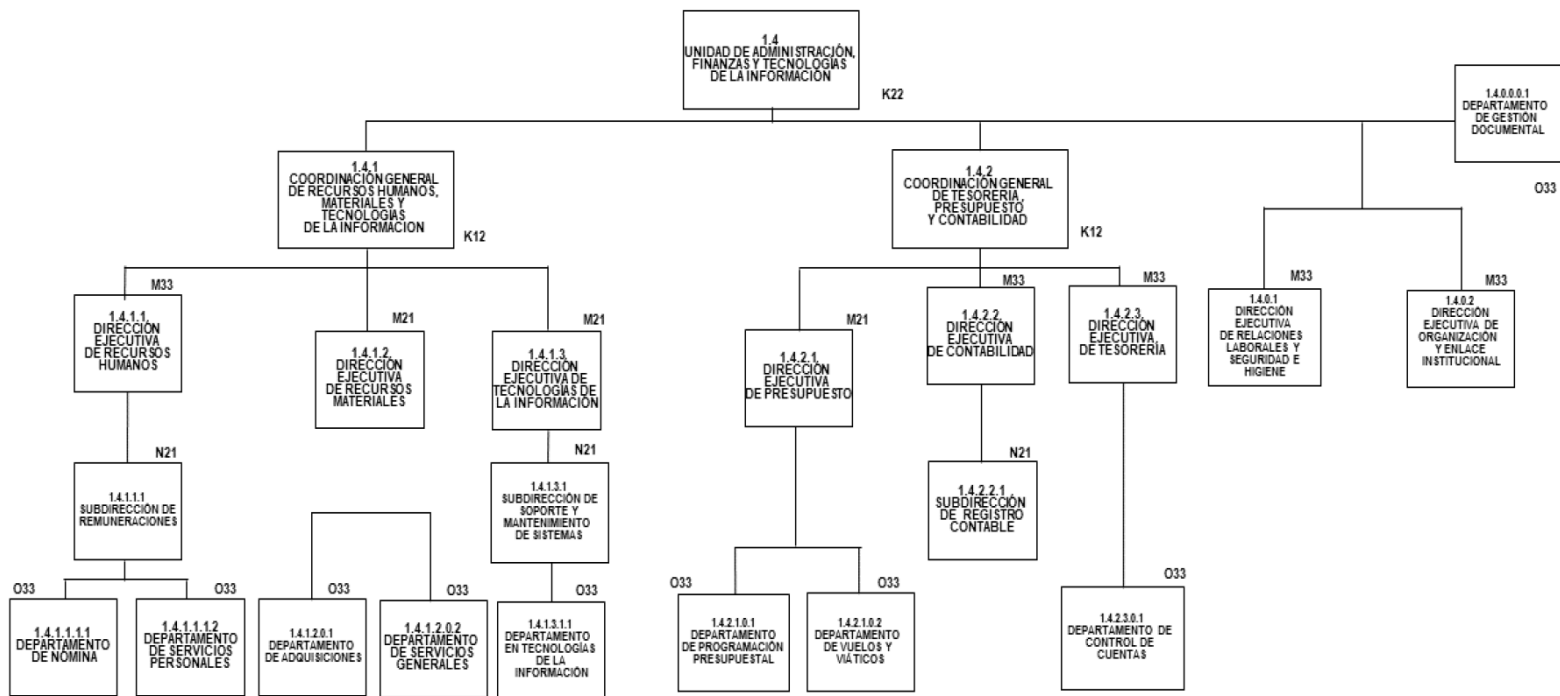 1.4
UNIDAD DE ADMINISTRACIÓN,
FINANZAS Y TECNOLOGÍAS
DE LA INFORMACIÓN
K22
1.4.0.0.0.1
DEPARTAMENTO
DE GESTIÓN
DOCUMENTAL
O33
1.4.1
COORDINACIÓN GENERAL
DE RECURSOS HUMANOS,
MATERIALES Y
TECNOLOGÍAS
DE LA INFORMACION
K12
1.4.2
COORDINACIÓN GENERAL
DE TESORERÍA,
PRESUPUESTO
Y CONTABILIDAD
K12
M33
1.4.1.1,
DIRECCIÓN
EJECUTIVA
DE RECURSOS
HUMANOS
M21
1.4.1.2,
DIRECCIÓN
EJECUTIVA
DE RECURSOS
MATERIALES
M21
1.4.1.3,
DIRECCIÓN
EJECUTIVA DE
TECNOLOGÍAS DE
LA INFORMACIÓN
M21
1.4.2.1,
DIRECCIÓN
EJECUTIVA
DE PRESUPUESTO
M33
1.4.2.2,
DIRECCIÓN
EJECUTIVA
DE CONTABILIDAD
M33
1.4.2.3,
DIRECCIÓN
EJECUTIVA,
DE TESORERÍA
M33
1.4.0.1
DIRECCIÓN
EJECUTIVA
DE RELACIONES
LABORALES Y
SEGURIDAD E
HIGIENE
M33
1.4.0.2
DIRECCIÓN
EJECUTIVA DE
ORGANIZACIÓN
Y ENLACE
INSTITUCIONAL
N21
1.4.1.1.1
SUBDIRECCIÓN DE
REMUNERACIONES
N21
1.4.1.3.1
SUBDIRECCIÓN DE
SOPORTE Y
MANTENIMIENTO
DE SISTEMAS
N21
1.4.2.2.1
SUBDIRECCIÓN
DE REGISTRO
CONTABLE
O33
1.4.1.1.1.1
DEPARTAMENTO
DE NÓMINA
O33
1.4.1.1.1.2
DEPARTAMENTO
DE SERVICIOS
PERSONALES
O33
1.4.1.2.0.1
DEPARTAMENTO
DE ADQUISICIONES
O33
1.4.1.2.0.2
DEPARTAMENTO
DE SERVICIOS
GENERALES
O33
1.4.1.3.1.1
DEPARTAMENTO
EN TECNOLOGÍAS
DE LA
INFORMACIÓN
O33
1.4.2.1.0.1
DEPARTAMENTO
DE PROGRAMACIÓN
PRESUPUESTAL
O33
1.4.2.1.0.2
DEPARTAMENTO
DE VUELOS Y
VIÁTICOS
O33
1.4.2.3.0.1
DEPARTAMENTO DE
CONTROL DE
CUENTAS